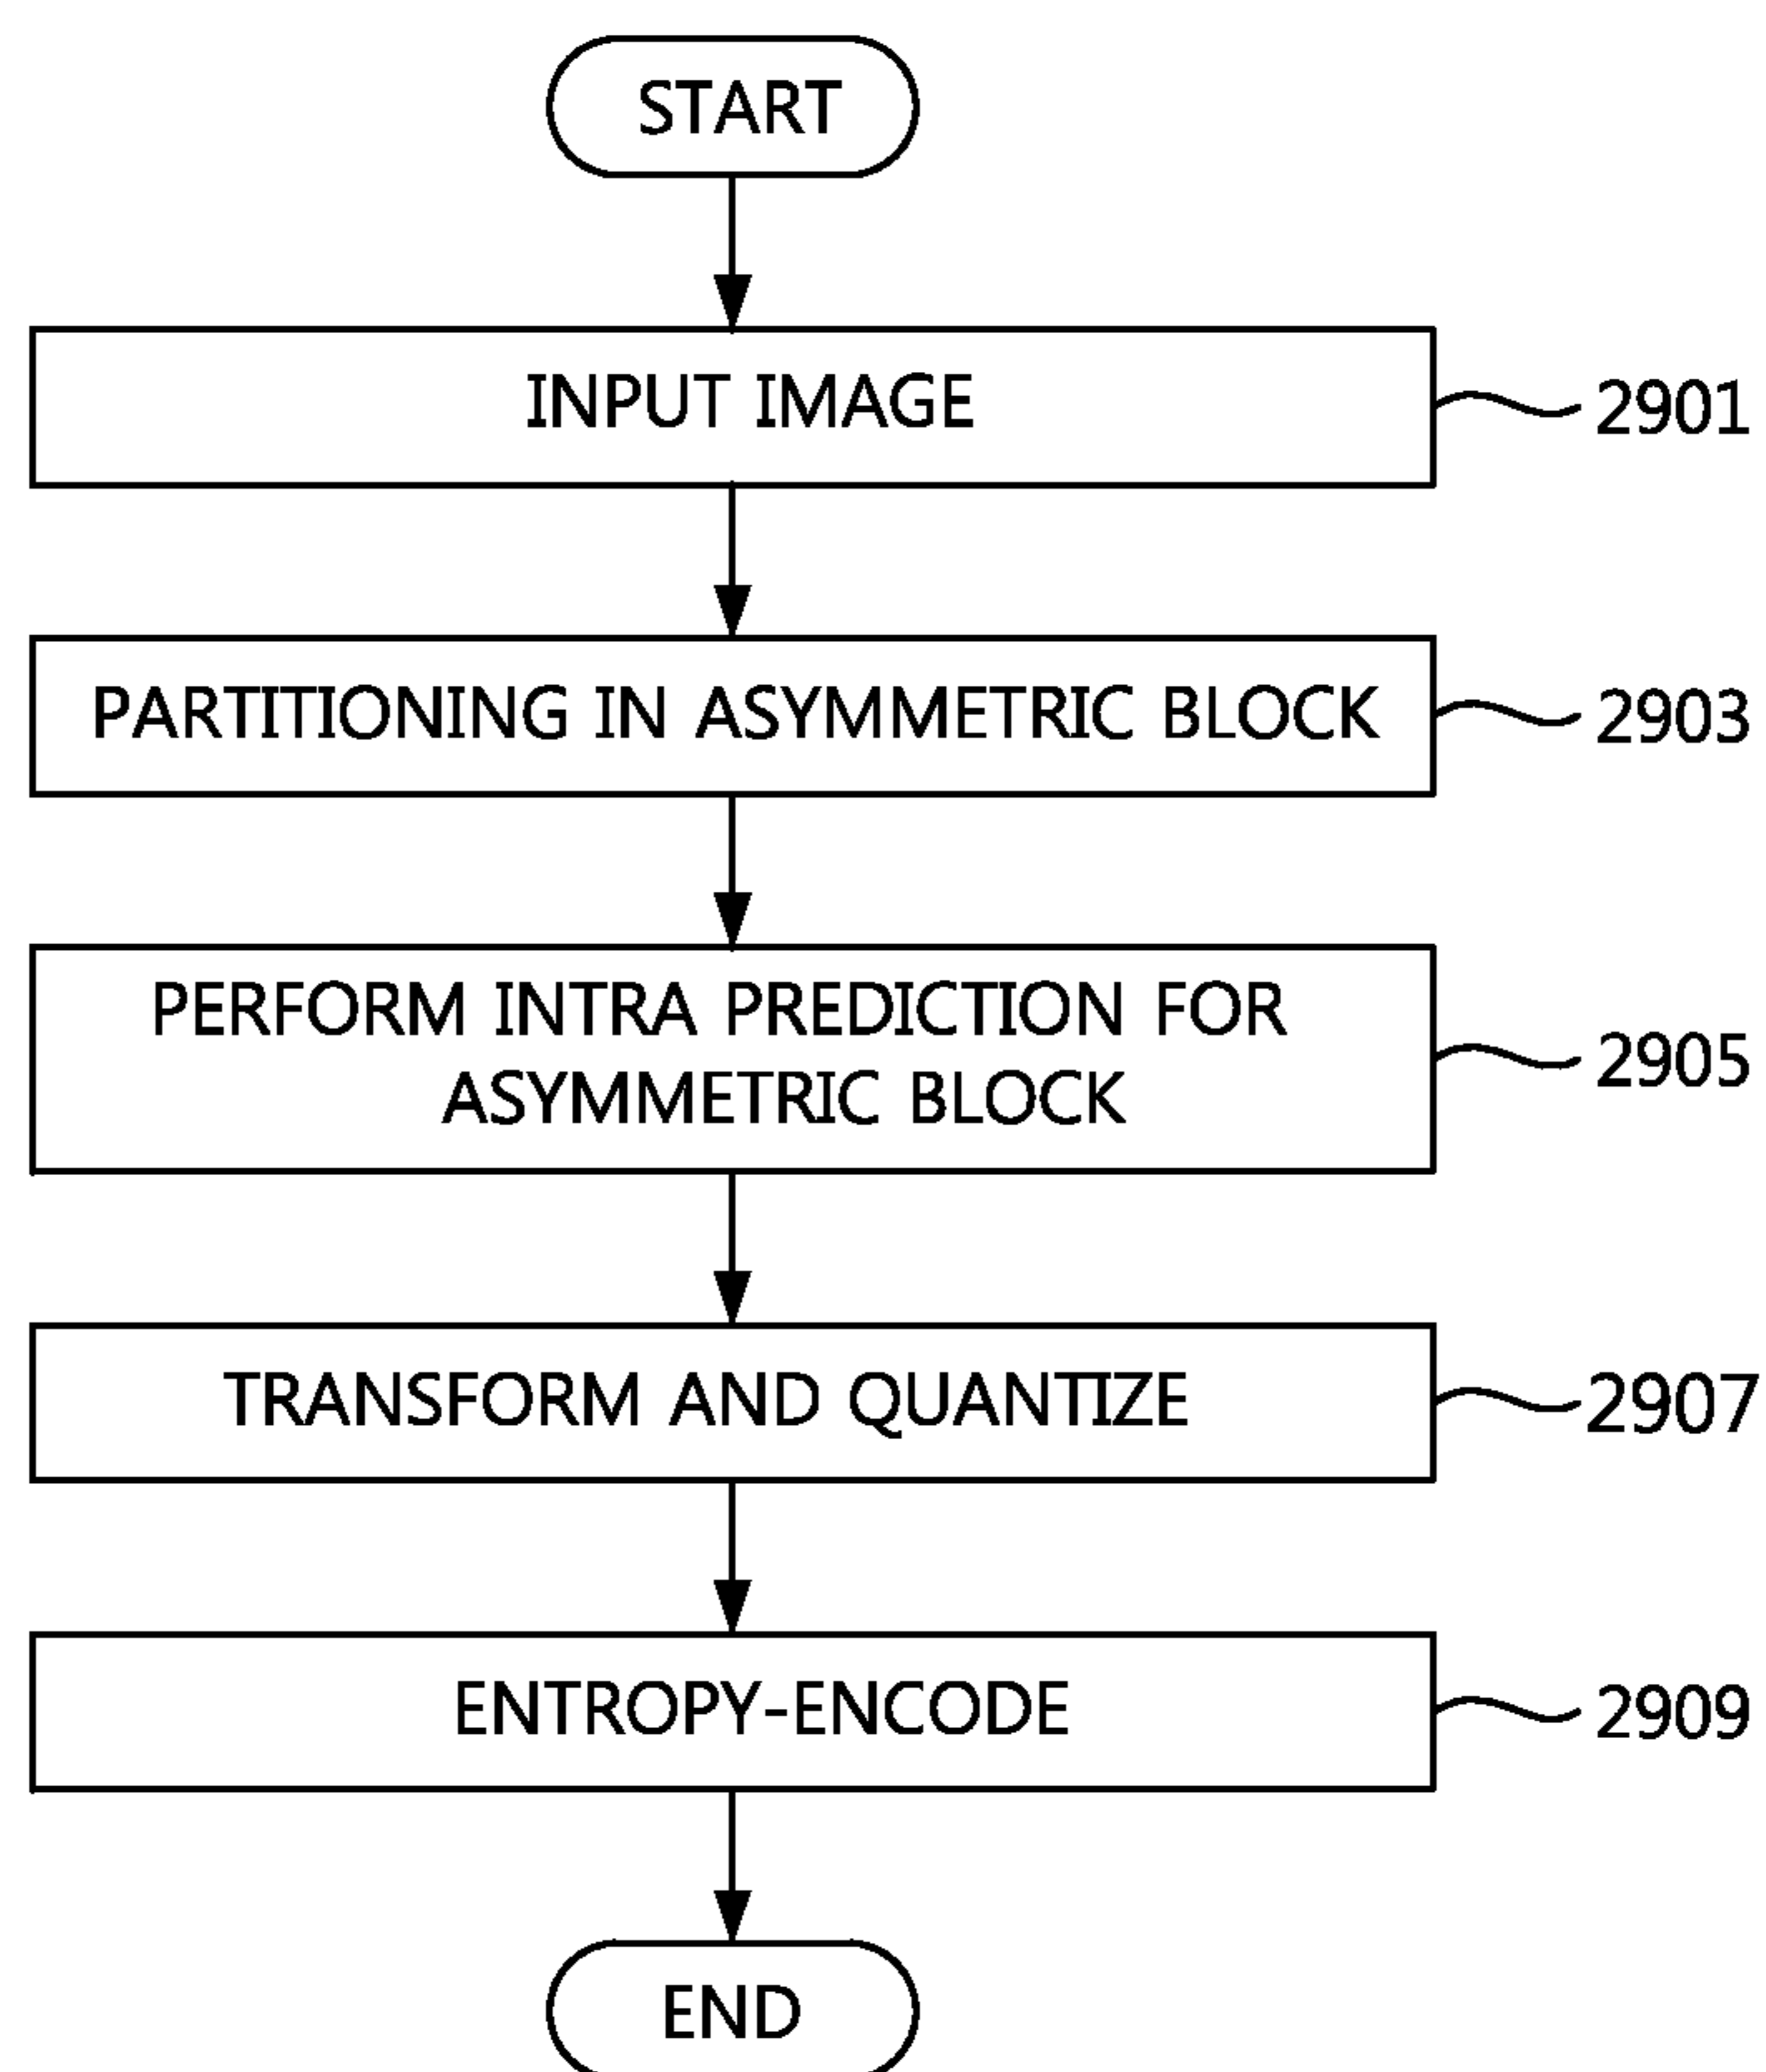 START
INPUT IMAGE
2901
PARTITIONING IN ASYMMETRIC BLOCK
2903
PERFORM INTRA PREDICTION FOR
ASYMMETRIC BLOCK
2905
TRANSFORM AND QUANTIZE
2907
ENTROPY-ENCODE
2909
END